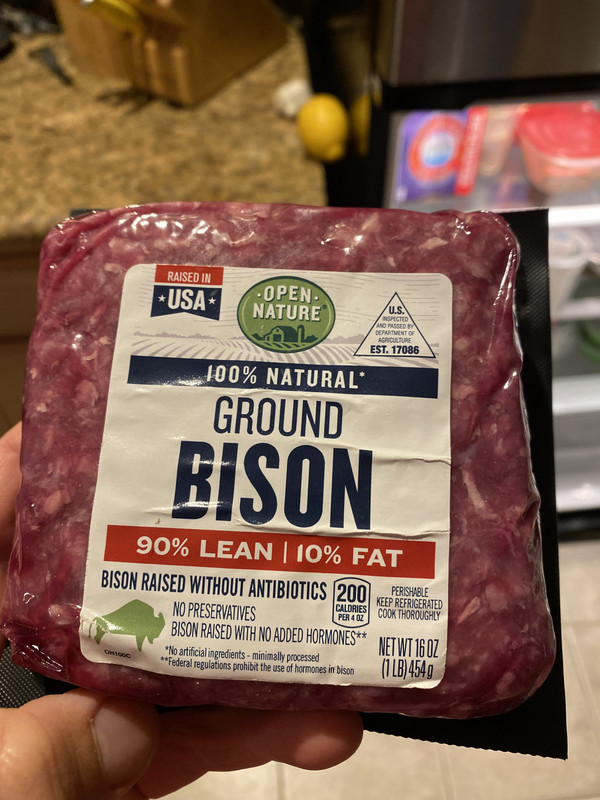 RAISED IN
USA
OPEN
NATURE
U.S.
INSPECTED
AND PASSED BY
DEPARTMENT OF
AGRICULTURE
EST. 17086
100% NATURAL*
GROUND
BISON
90% LEAN | 10% FAT
BISON RAISED WITHOUT ANTIBIOTICS
NO PRESERVATIVES
BISON RAISED WITH NO ADDED HORMONES**
200
CALORIES
PER 4 OZ
PERISHABLE
KEEP REFRIGERATED
COOK THOROUGHLY
*No artificial ingredients - minimally processed
**Federal regulations prohibit the use of hormones in bison
NET WT 16 OZ
(1 LB) 454g